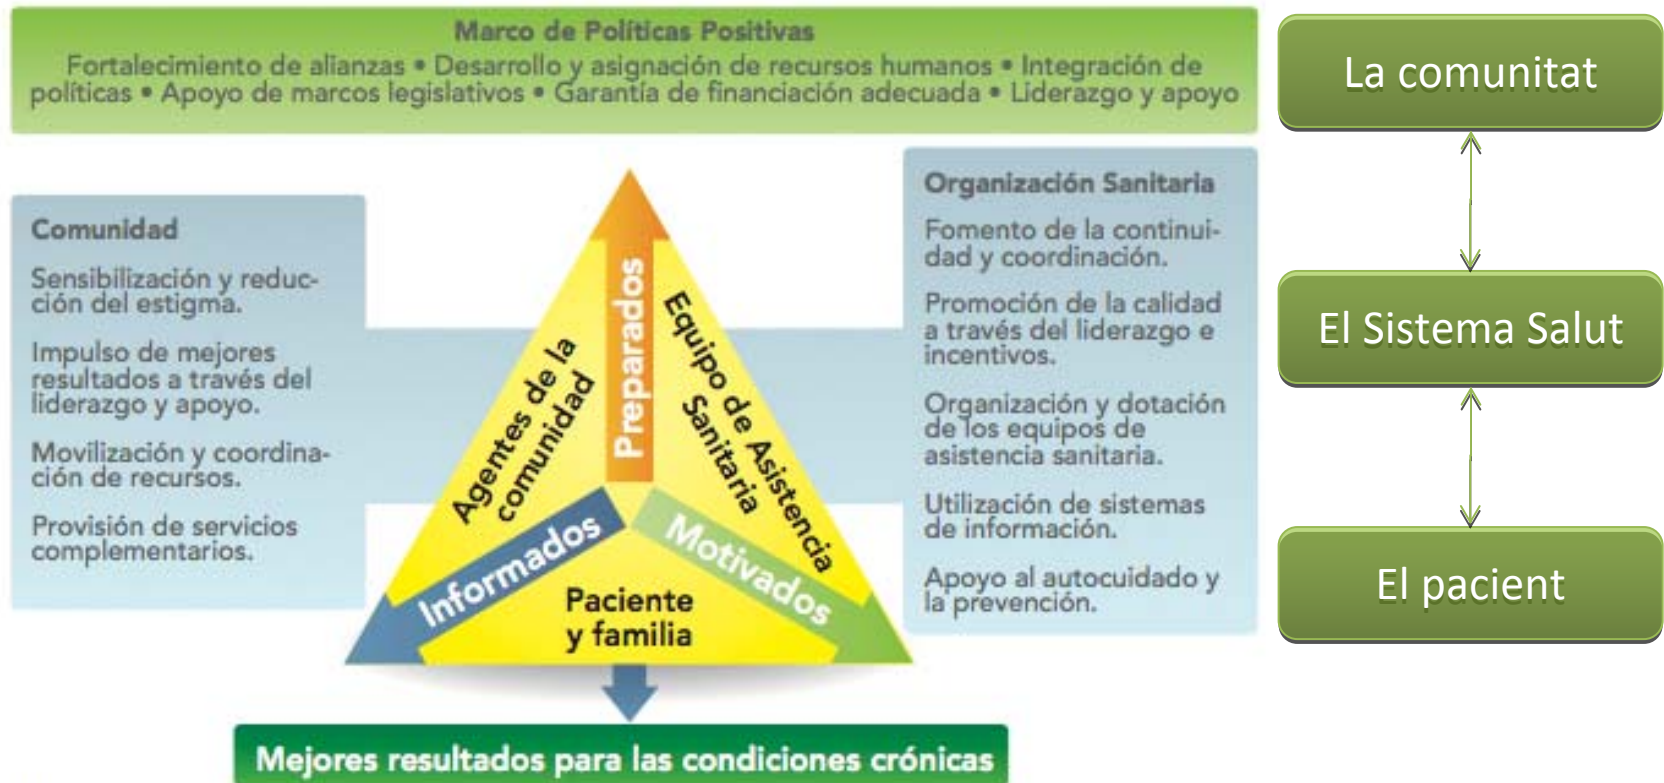 Marco de Políticas Positivas
Fortalecimiento de alianzas • Desarrollo y asignación de recursos humanos • Integración de
políticas • Apoyo de marcos legislativos • Garantía de financiación adecuada • Liderazgo y apoyo
Comunidad
Sensibilización y reduc-
ción del estigma.
Impulso de mejores
resultados a través del
liderazgo y apoyo.
Movilización y coordina-
ción de recursos.
Provisión de servicios
complementarios.
Agentes de la
comunidad
Preparados
Equipo de Asistencia
Sanitaria
Informados
Motivados
Paciente
y familia
Organización Sanitaria
Fomento de la continui-
dad y coordinación.
Promoción de la calidad
a través del liderazgo e
incentivos.
Organización y dotación
de los equipos de
asistencia sanitaria.
Utilización de sistemas
de información.
Apoyo al autocuidado y
la prevención.
Mejores resultados para las condiciones crónicas
La comunitat
El Sistema Salut
El pacient